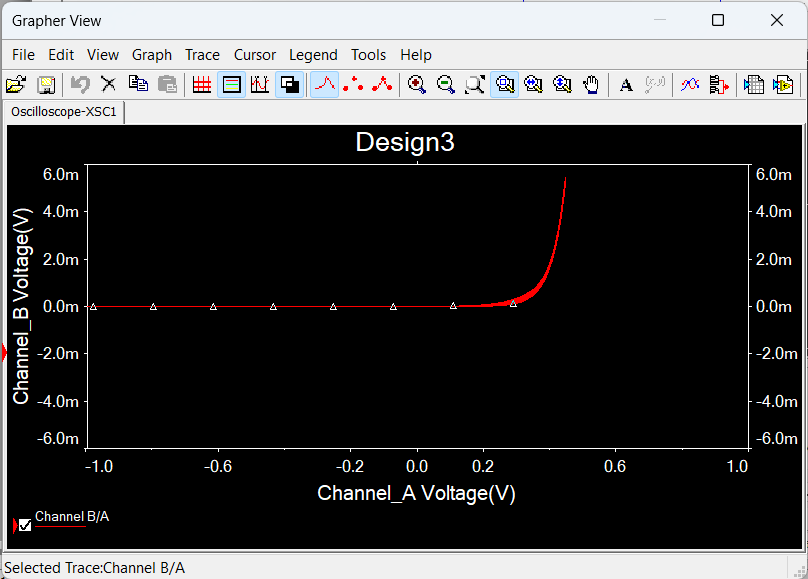 Grapher View
File Edit View Graph Trace Cursor Legend Tools Help
A
Oscilloscope-XSC1
Design3
6.0m 6.0m
4.0m 4.0m
2.0m 2.0m
0.0m 0.0m
-2.0m -2.0m
-4.0m -4.0m
-6.0m -6.0m
Channel_B Voltage(V)
-1.0 -0.6 -0.2 0.0 0.2 0.6 1.0
Channel_A Voltage(V)
Channel B/A
Selected Trace:Channel B/A